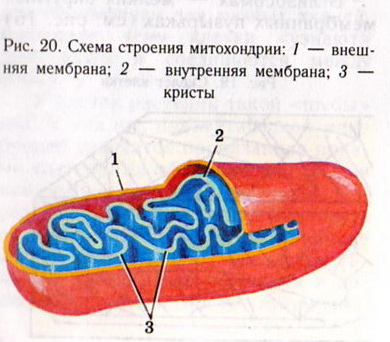 Рис. 20. Схема строения митохондрии: 1 — внеш-
няя мембрана; 2 — внутренняя мембрана; 3 —
кристы
2
1
3